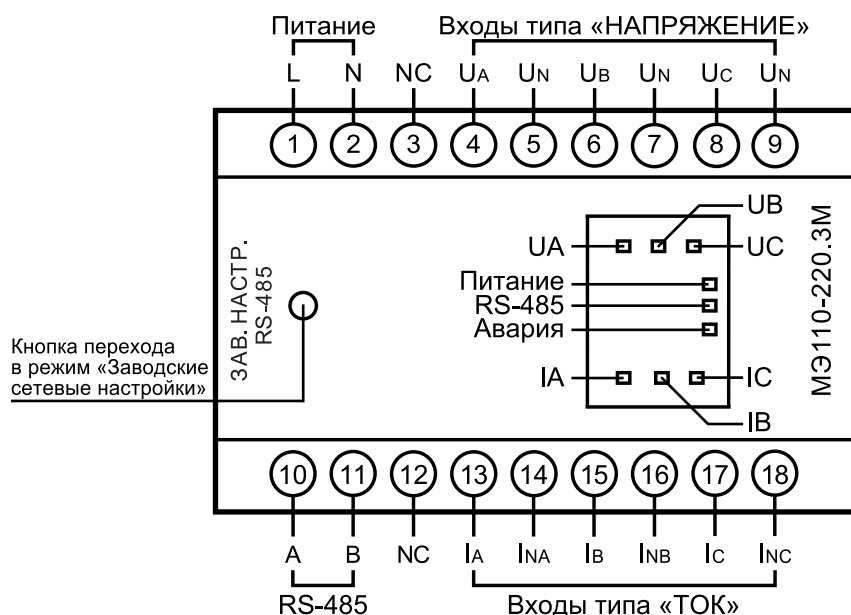 Питание Входы типа «НАПРЯЖЕНИЕ»
L N NC UA UN UB UN UC UN
1 2 3 4 5 6 7 8 9
UB
UA UC
Питание
RS-485
Авария
IA IC
IB
ЗАВ. НАСТР.
RS-485
МЭ110-220.3М
Кнопка перехода
в режим «Заводские
сетевые настройки»
10 11 12 13 14 15 16 17 18
A B NC IA INA IB INB IC INC
RS-485 Входы типа «ТОК»